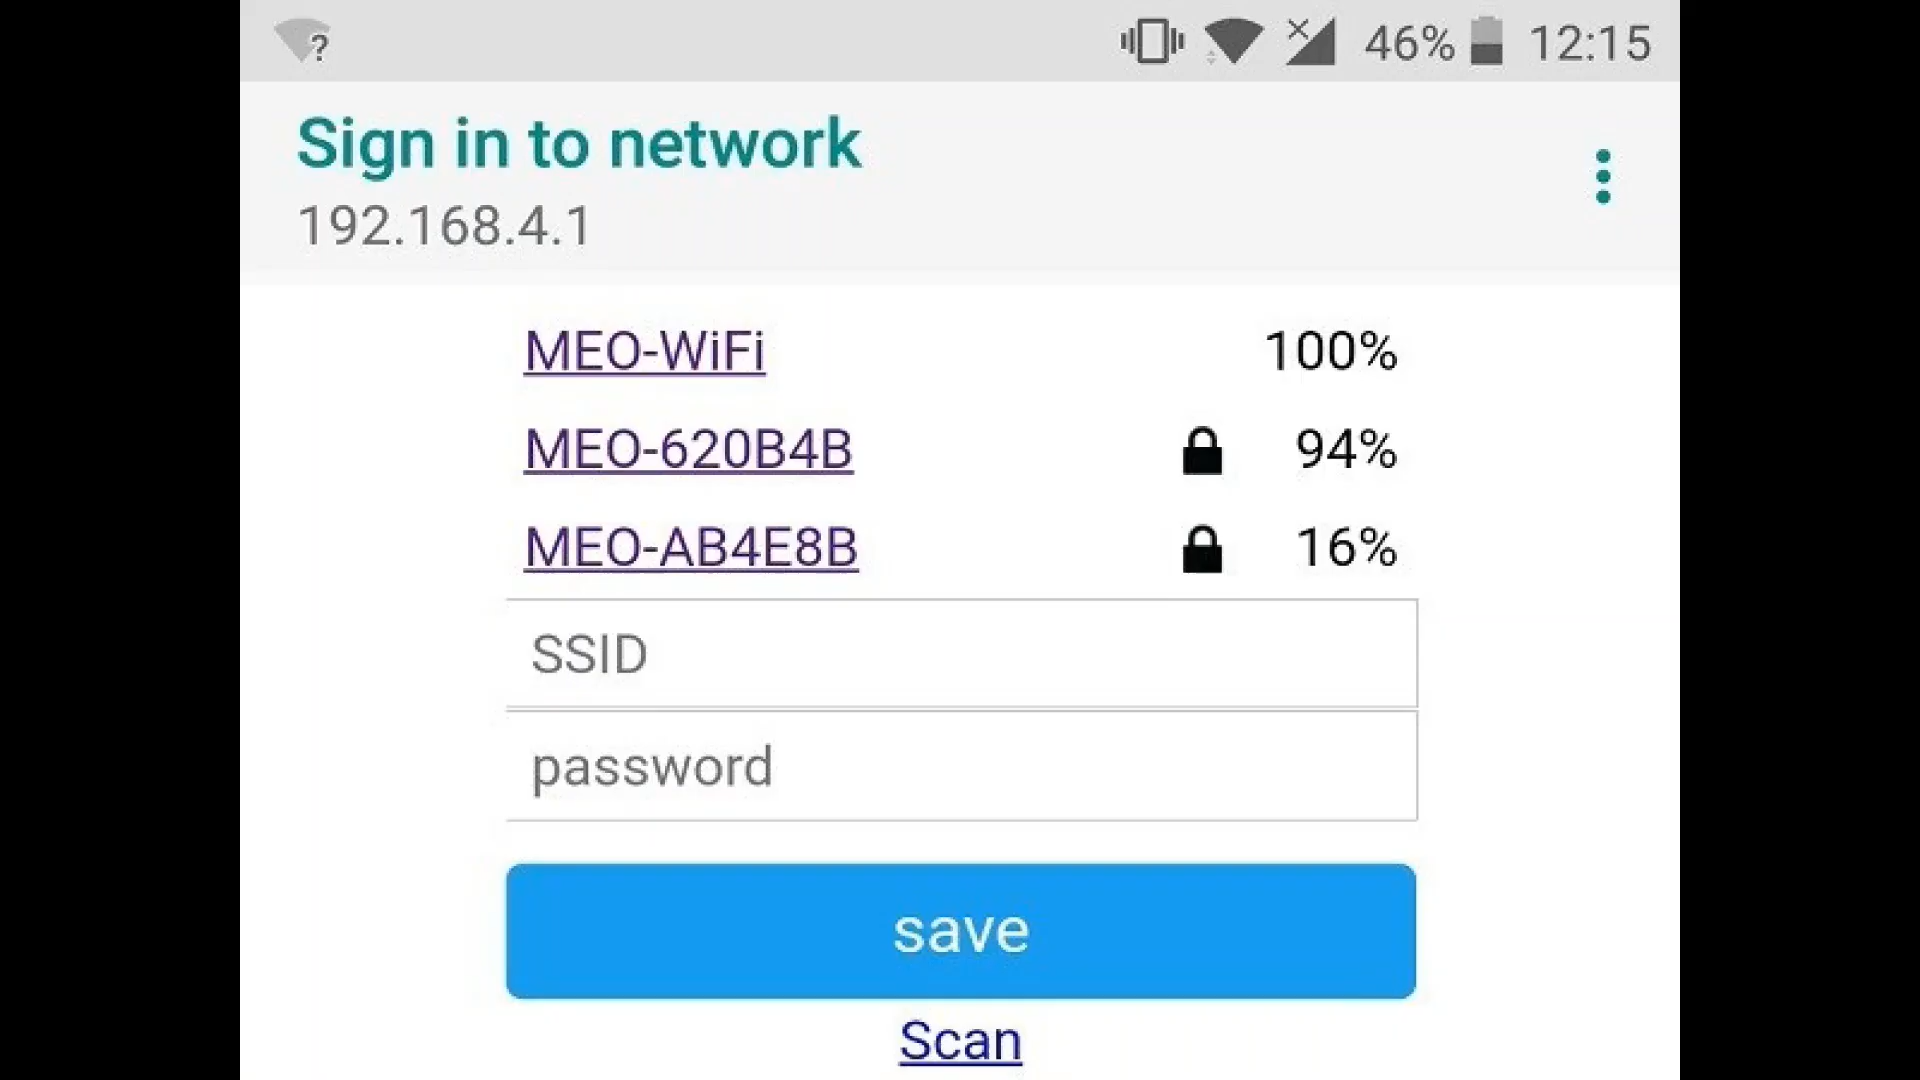 46% 12:15
Sign in to network
192.168.4.1
MEO-WiFi 100%
MEO-620B4B 94%
MEO-AB4E8B 16%
SSID
password
save
Scan